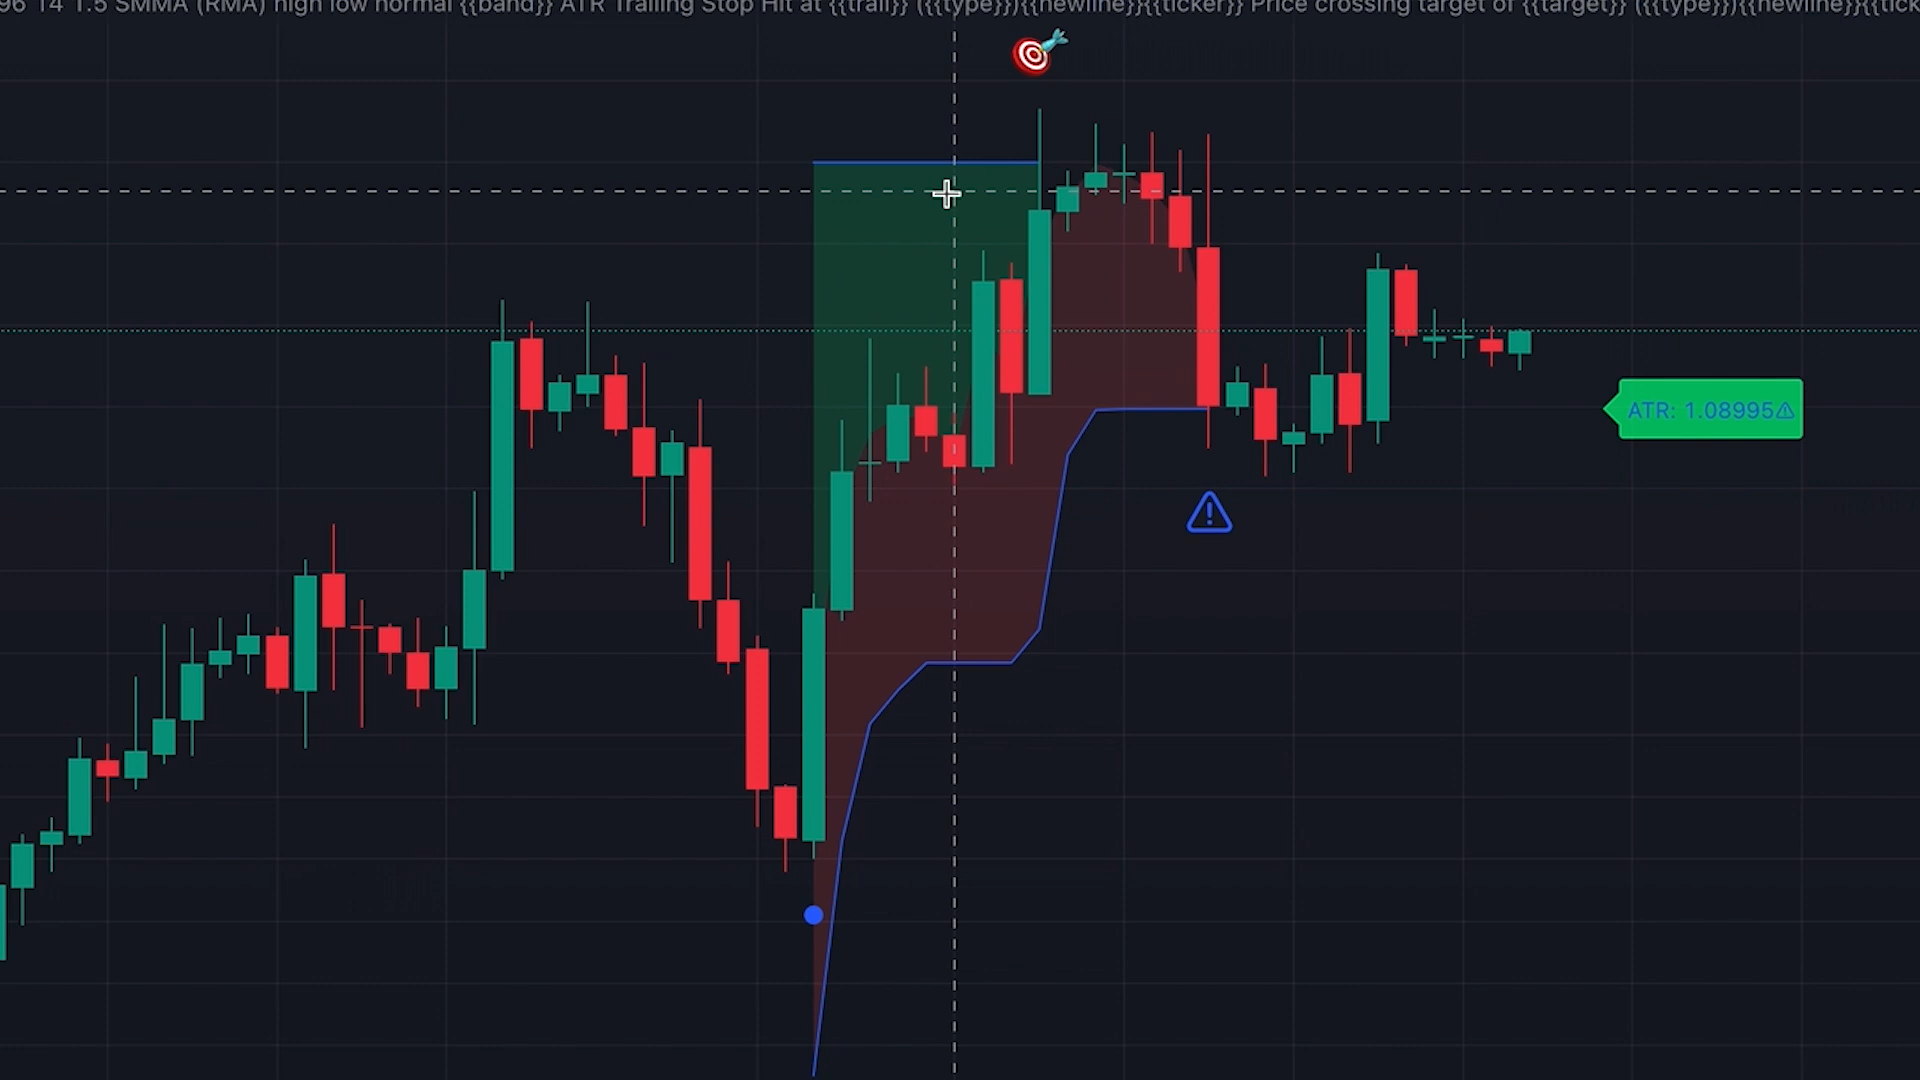 96 14 1.5 SMMA (RMA) high low normal {{band}} ATR Trailing Stop Hit at {{trail}} ({{type}}){{newline}}{{ticker}} Price crossing target of {{target}} ({{type}}){{newline}}{{tick
ATR: 1.08995⚠